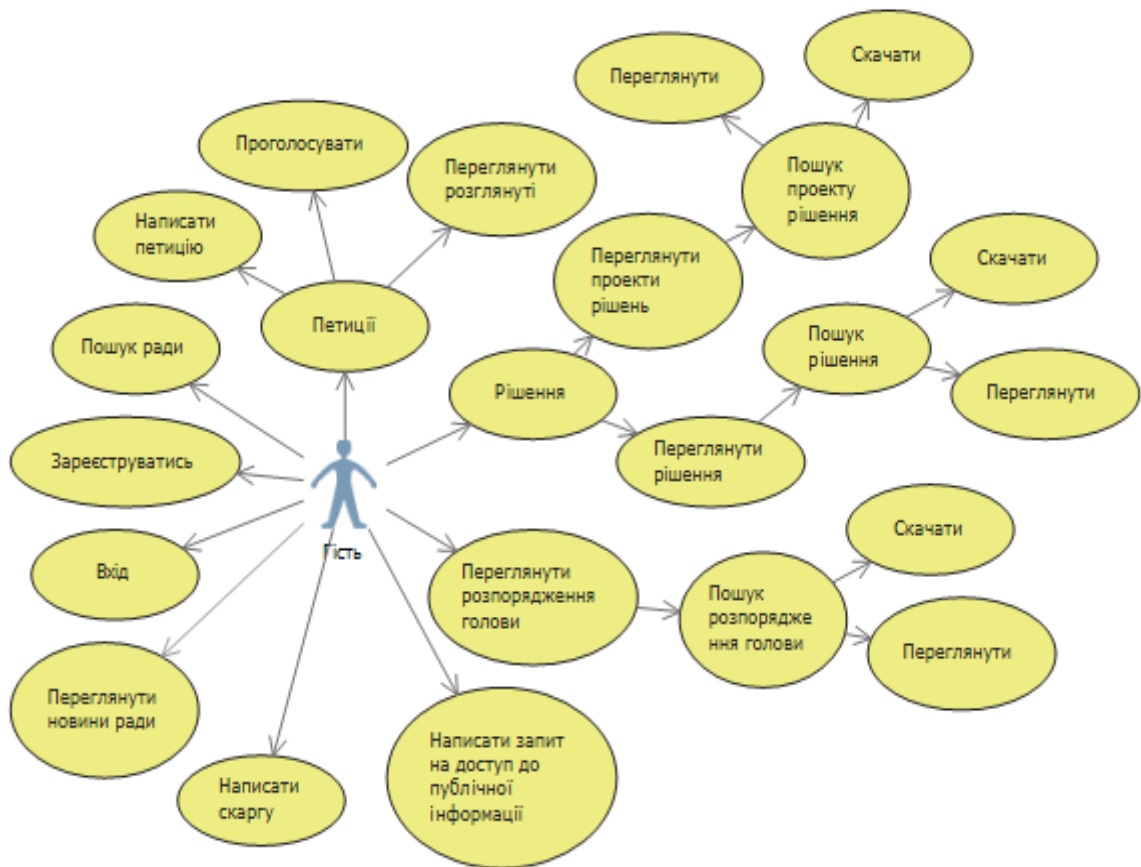 Скачати
Переглянути
Проголосувати
Переглянути
розглянуті
Пошук
проекту
рішення
Написати
петицію
Переглянути
проекти
рішень
Скачати
Петиції
Пошук ради
Пошук
рішення
Рішення
Переглянути
Зареєструватись
Переглянути
рішення
Гість
Скачати
Вхід
Переглянути
розпорядження
голови
Пошук
розпорядже
ння голови
Переглянути
Переглянути
новини ради
Написати запит
на доступ до
публічної
інформації
Написати
скаргу